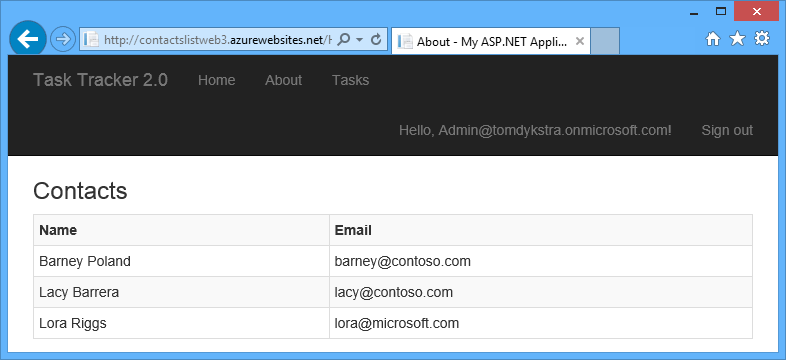 http://contactslistweb3.azurewebsites.net/ About - My ASP.NET Appli...
Task Tracker 2.0 Home About Tasks
Hello, Admin@tomdykstra.onmicrosoft.com! Sign out
Contacts
Name Email
Barney Poland barney@contoso.com
Lacy Barrera lacy@contoso.com
Lora Riggs lora@microsoft.com